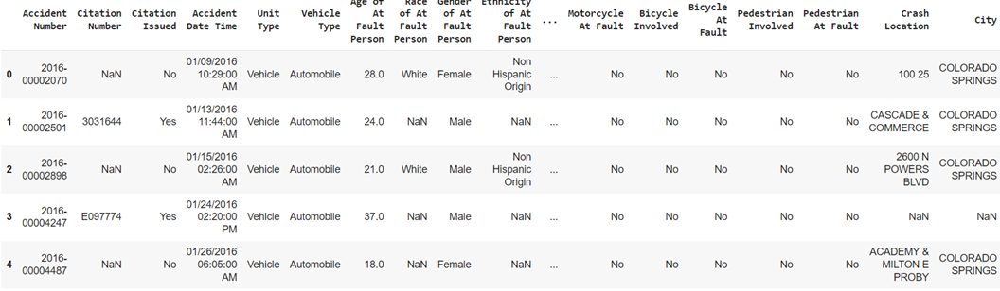 Accident Number Citation Number Citation Issued Accident Date Time Unit Type Vehicle Type Age of At Fault Person Race of At Fault Person Gender of At Fault Person Ethnicity of At Fault Person ... Motorcycle At Fault Bicycle Involved Bicycle At Fault Pedestrian Involved Pedestrian At Fault Crash Location City
0 2016-00002070 NaN No 01/09/2016 10:29:00 AM Vehicle Automobile 28.0 White Female Non Hispanic Origin ... No No No No No 100 25 COLORADO SPRINGS
1 2016-00002501 3031644 Yes 01/13/2016 11:44:00 AM Vehicle Automobile 24.0 NaN Male NaN ... No No No No No CASCADE & COMMERCE COLORADO SPRINGS
2 2016-00002898 NaN No 01/15/2016 02:26:00 AM Vehicle Automobile 21.0 White Male Non Hispanic Origin ... No No No No No 2600 N POWERS BLVD COLORADO SPRINGS
3 2016-00004247 E097774 Yes 01/24/2016 02:20:00 PM Vehicle Automobile 37.0 NaN Male NaN ... No No No No No NaN NaN
4 2016-00004487 NaN No 01/26/2016 06:05:00 AM Vehicle Automobile 18.0 NaN Female NaN ... No No No No No ACADEMY & MILTON E PROBY COLORADO SPRINGS